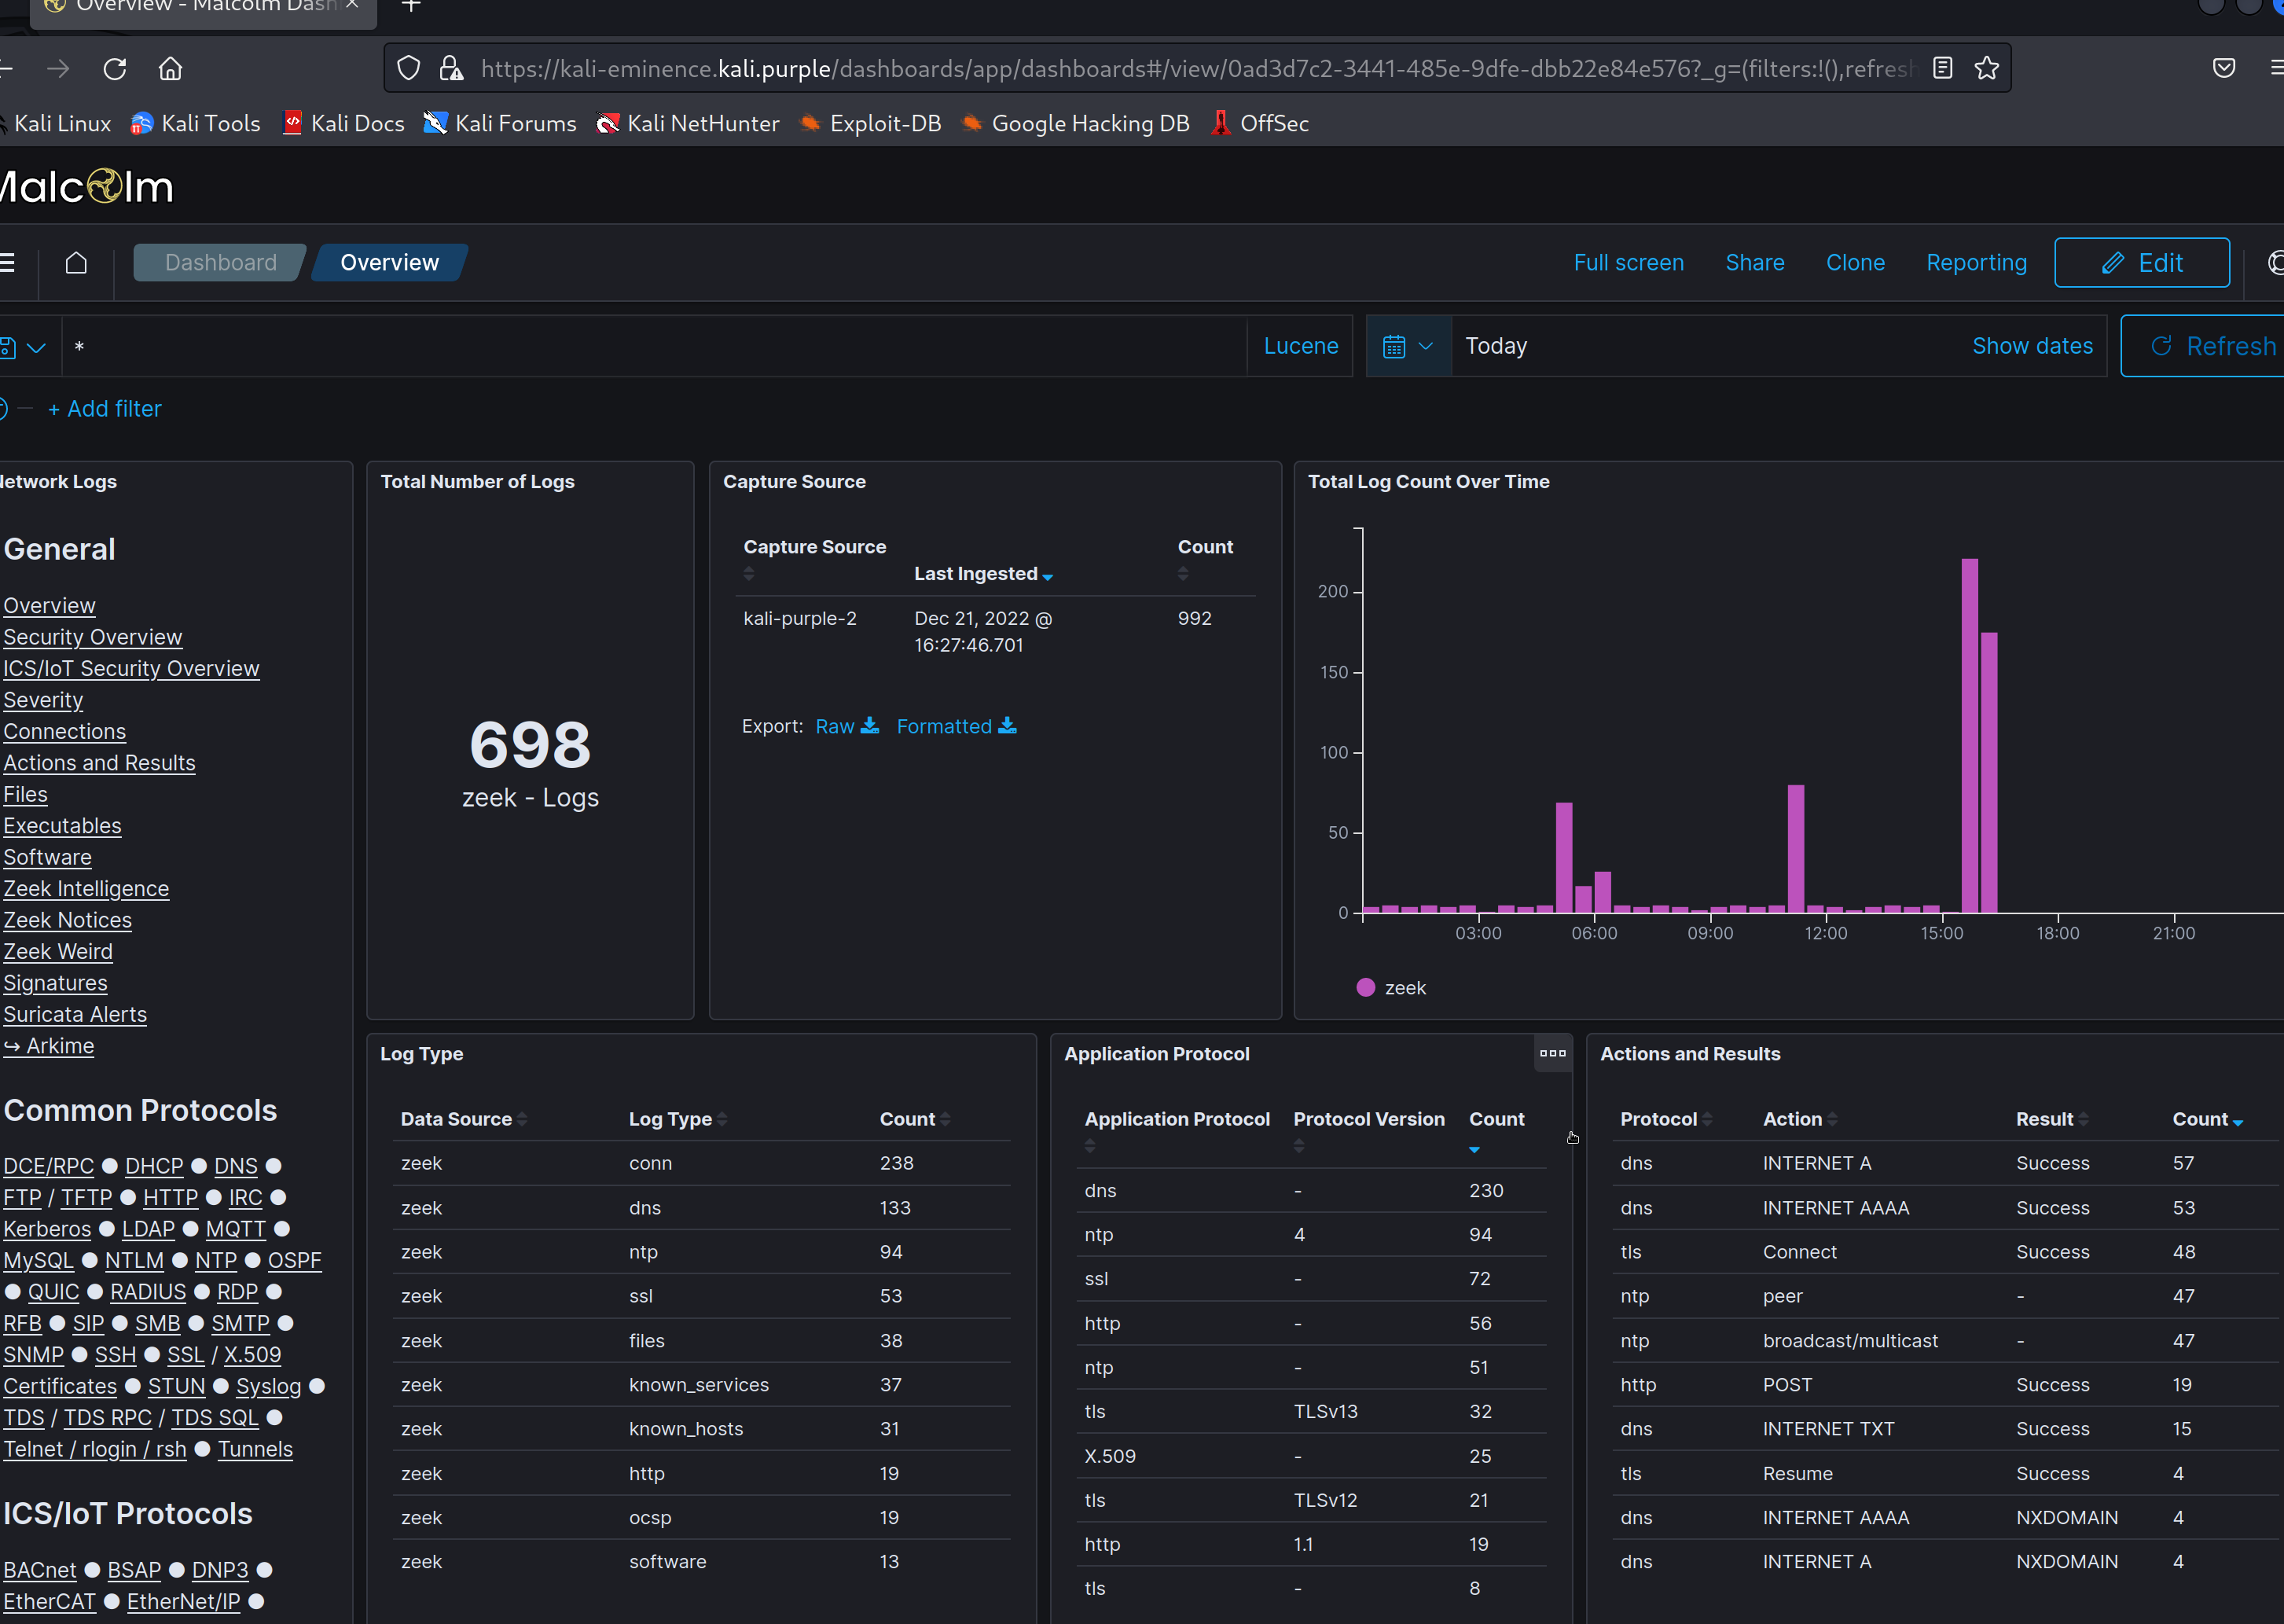 Overview - Malcolm Dash
https://kali-eminence.kali.purple/dashboards/app/dashboards#/view/0ad3d7c2-3441-485e-9dfe-dbb22e84e576?_g=(filters:!(),refresh
Kali Linux Kali Tools Kali Docs Kali Forums Kali NetHunter Exploit-DB Google Hacking DB OffSec
Malcolm
Dashboard Overview Full screen Share Clone Reporting Edit
* Lucene Today Show dates Refresh
+ Add filter
Network Logs
General
Overview
Security Overview
ICS/IoT Security Overview
Severity
Connections
Actions and Results
Files
Executables
Software
Zeek Intelligence
Zeek Notices
Zeek Weird
Signatures
Suricata Alerts
↪ Arkime
Common Protocols
DCE/RPC ● DHCP ● DNS ●
FTP / TFTP ● HTTP ● IRC ●
Kerberos ● LDAP ● MQTT ●
MySQL ● NTLM ● NTP ● OSPF
● QUIC ● RADIUS ● RDP ●
RFB ● SIP ● SMB ● SMTP ●
SNMP ● SSH ● SSL / X.509
Certificates ● STUN ● Syslog ●
TDS / TDS RPC / TDS SQL ●
Telnet / rlogin / rsh ● Tunnels
ICS/IoT Protocols
BACnet ● BSAP ● DNP3 ●
EtherCAT ● EtherNet/IP ●
Total Number of Logs
698
zeek - Logs
Capture Source
Capture Source Last Ingested Count
kali-purple-2 Dec 21, 2022 @ 992
16:27:46.701
Export: Raw Formatted
Total Log Count Over Time
200
150
100
50
0
03:00 06:00 09:00 12:00 15:00 18:00 21:00
zeek
Log Type
Data Source Log Type Count
zeek conn 238
zeek dns 133
zeek ntp 94
zeek ssl 53
zeek files 38
zeek known_services 37
zeek known_hosts 31
zeek http 19
zeek ocsp 19
zeek software 13
Application Protocol
Application Protocol Protocol Version Count
dns - 230
ntp 4 94
ssl - 72
http - 56
ntp - 51
tls TLSv13 32
X.509 - 25
tls TLSv12 21
http 1.1 19
tls - 8
Actions and Results
Protocol Action Result Count
dns INTERNET A Success 57
dns INTERNET AAAA Success 53
tls Connect Success 48
ntp peer - 47
ntp broadcast/multicast - 47
http POST Success 19
dns INTERNET TXT Success 15
tls Resume Success 4
dns INTERNET AAAA NXDOMAIN 4
dns INTERNET A NXDOMAIN 4